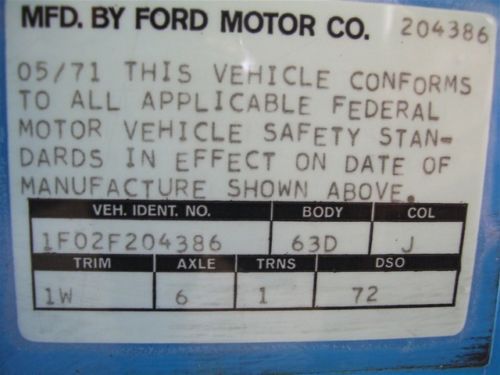 MFD. BY FORD MOTOR CO. 204386
05/71 THIS VEHICLE CONFORMS
TO ALL APPLICABLE FEDERAL
MOTOR VEHICLE SAFETY STAN-
DARDS IN EFFECT ON DATE OF
MANUFACTURE SHOWN ABOVE.
VEH. IDENT. NO. BODY COL
1F02F204386 63D J
TRIM AXLE TRNS DSO
1W 6 1 72